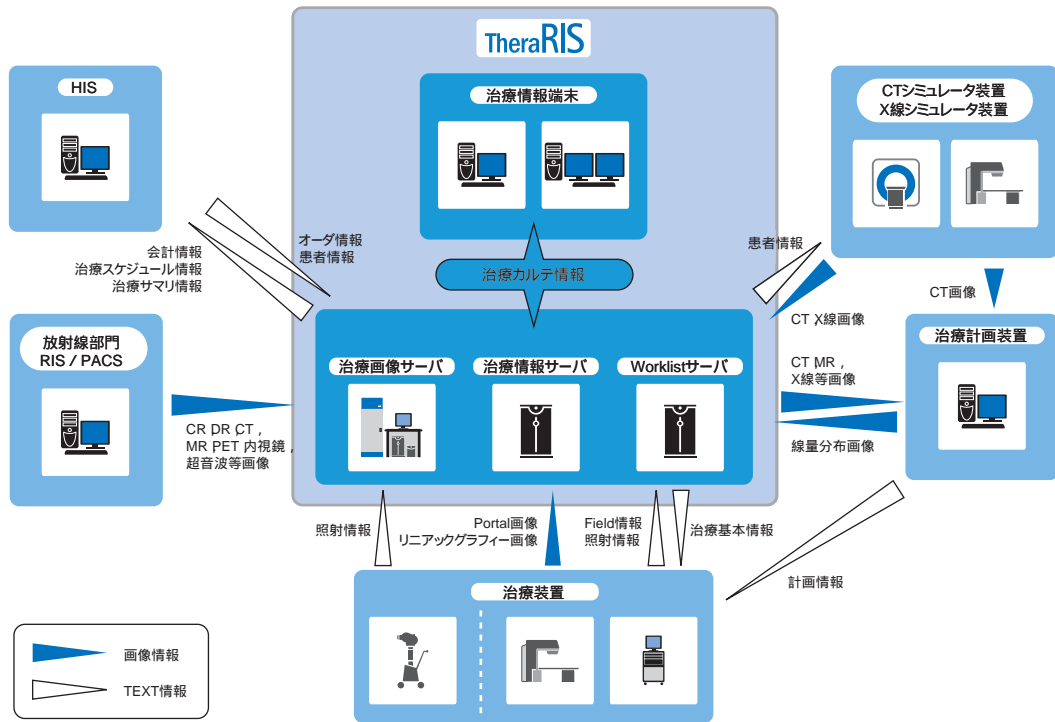 TheraRIS
HIS
治療情報端末
CTシミュレータ装置
X線シミュレータ装置
オーダ情報
患者情報
会計情報
治療スケジュール情報
治療サマリ情報
治療カルテ情報
患者情報
CT画像
CT,X線画像
放射線部門
RIS / PACS
治療画像サーバ
治療情報サーバ
Worklistサーバ
治療計画装置
CT,MR,
X線等画像
線量分布画像
CR,DR,CT,
MR,PET,内視鏡,
超音波等画像
照射情報
Portal画像
リニアックグラフィー画像
Field情報
照射情報
治療基本情報
計画情報
治療装置
画像情報
TEXT情報